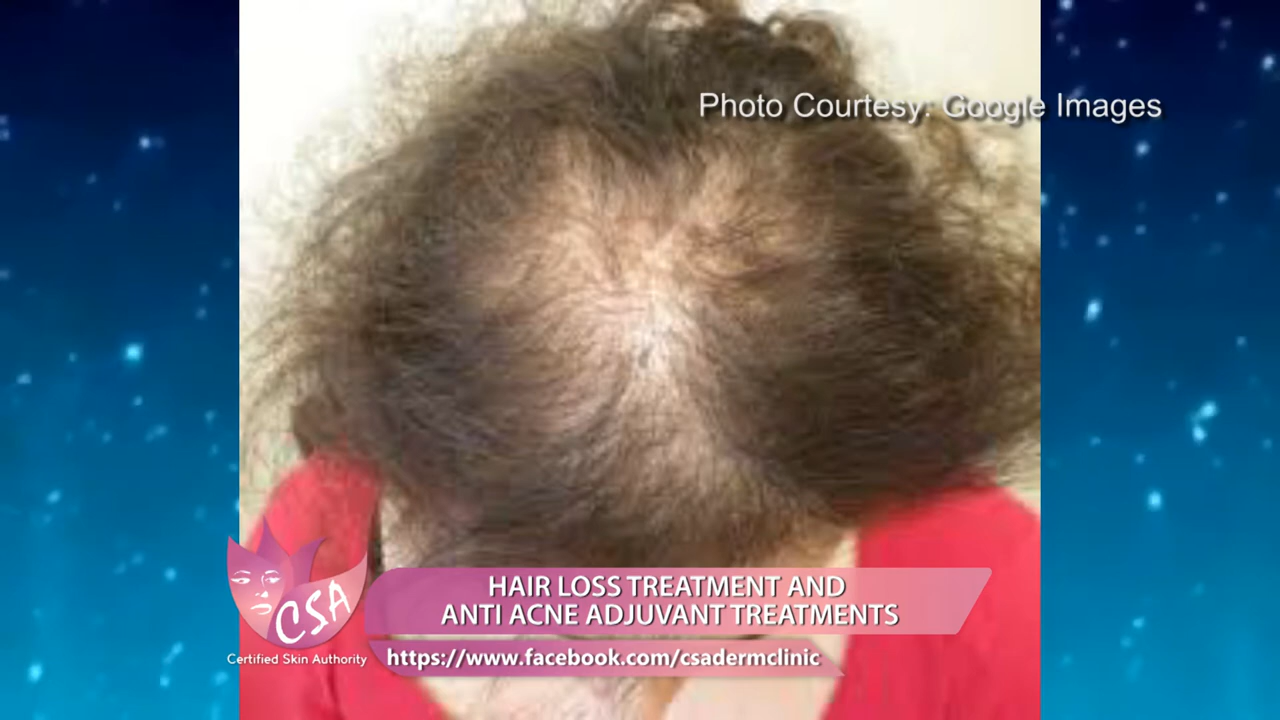 Photo Courtesy: Google Images
HAIR LOSS TREATMENT AND
ANTI ACNE ADJUVANT TREATMENTS
CSA
Certified Skin Authority
https://www.facebook.com/csadermclinic